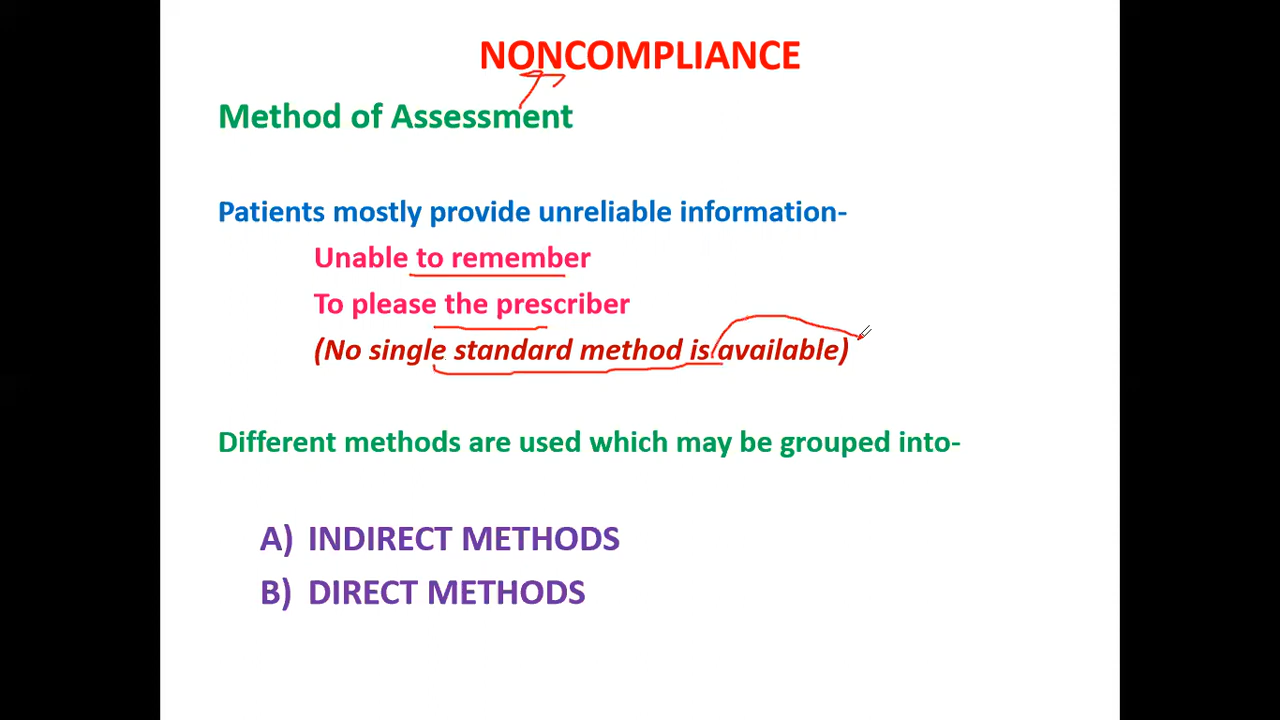 NONCOMPLIANCE
Method of Assessment
Patients mostly provide unreliable information-
Unable to remember
To please the prescriber
(No single standard method is available)
Different methods are used which may be grouped into-
A) INDIRECT METHODS
B) DIRECT METHODS